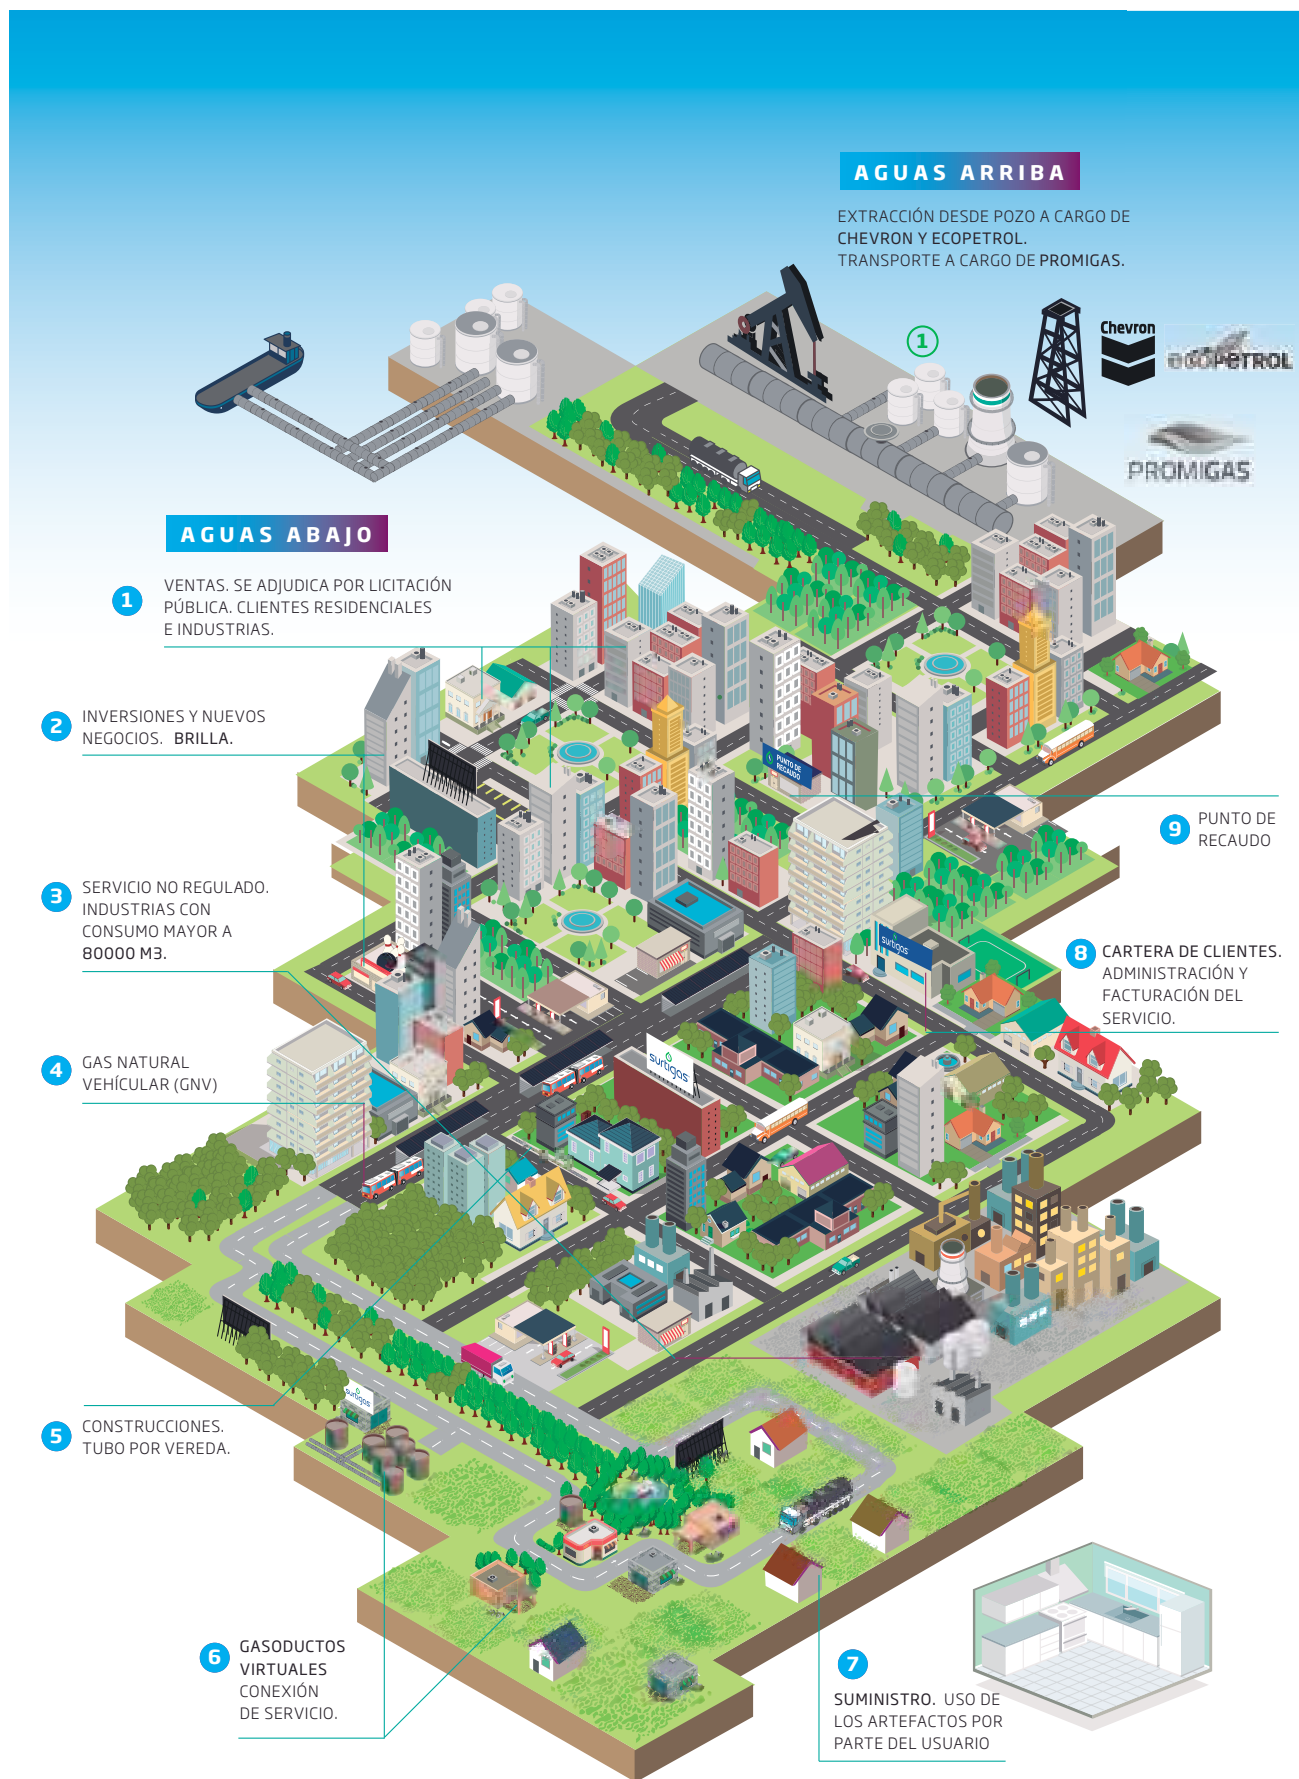 AGUAS ARRIBA
EXTRACCIÓN DESDE POZO A CARGO DE
CHEVRON Y ECOPETROL.
TRANSPORTE A CARGO DE PROMIGAS.
1
Chevron
ecopetrol
PROMIGAS
AGUAS ABAJO
1
VENTAS. SE ADJUDICA POR LICITACIÓN
PÚBLICA. CLIENTES RESIDENCIALES
E INDUSTRIAS.
2
INVERSIONES Y NUEVOS
NEGOCIOS. BRILLA.
PUNTO DE
RECAUDO
9
PUNTO DE
RECAUDO
3
SERVICIO NO REGULADO.
INDUSTRIAS CON
CONSUMO MAYOR A
80000 M3.
surtigas
8
CARTERA DE CLIENTES.
ADMINISTRACIÓN Y
FACTURACIÓN DEL
SERVICIO.
4
GAS NATURAL
VEHÍCULAR (GNV)
surtigas
surtigas
5
CONSTRUCCIONES.
TUBO POR VEREDA.
6
GASODUCTOS
VIRTUALES
CONEXIÓN
DE SERVICIO.
7
SUMINISTRO. USO DE
LOS ARTEFACTOS POR
PARTE DEL USUARIO